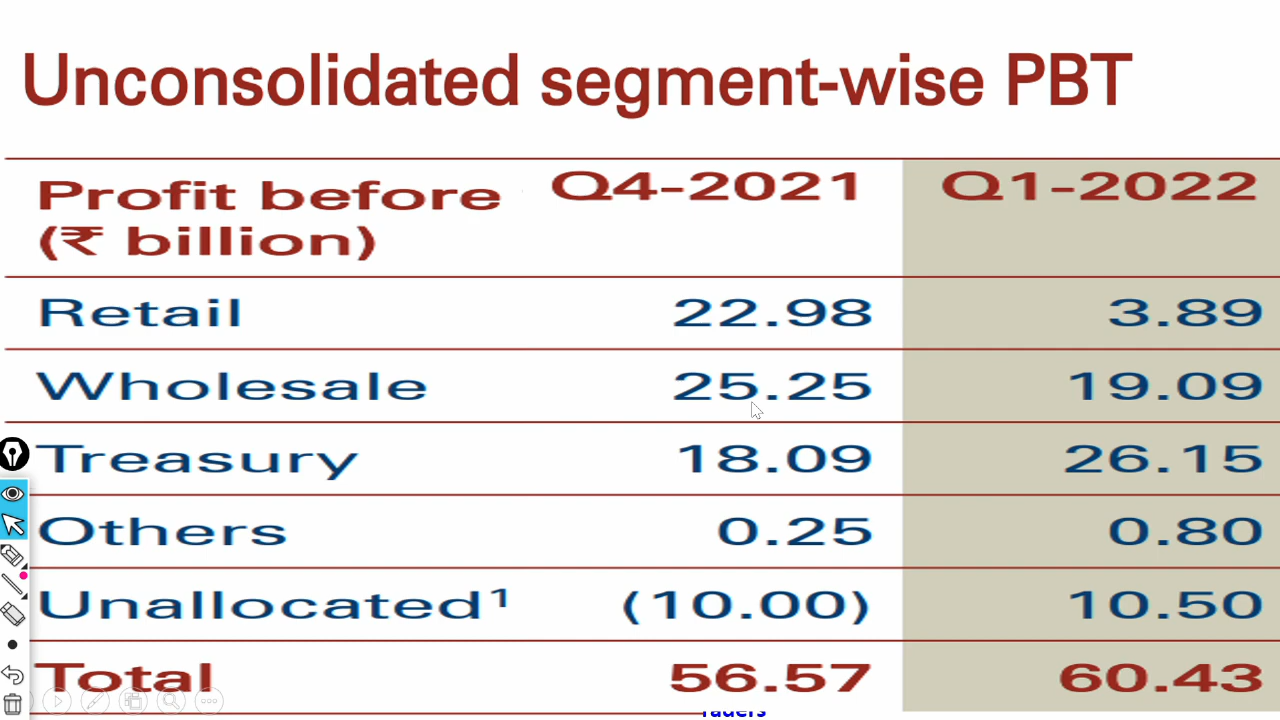 Unconsolidated segment-wise PBT
Profit before Q4-2021 Q1-2022
(₹ billion)
Retail 22.98 3.89
Wholesale 25.25 19.09
Treasury 18.09 26.15
Others 0.25 0.80
Unallocated¹ (10.00) 10.50
Total 56.57 60.43